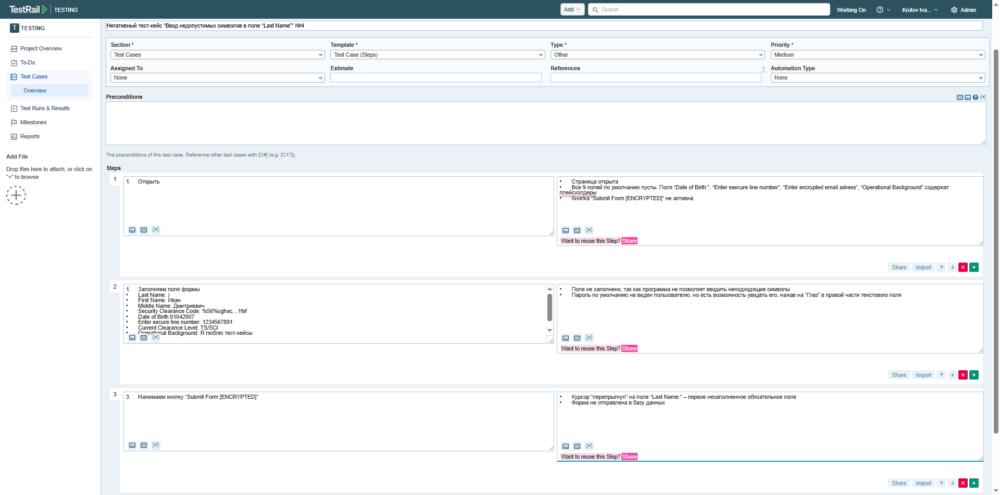 TestRail TESTING
Add
Search
Working On
Krotov Iva...
Admin
T TESTING
Project Overview
To-Do
Test Cases
Overview
Test Runs & Results
Milestones
Reports
Add File
Drop files here to attach, or click on
"+" to browse
Негативный тест-кейс “Ввод недопустимых символов в поле “Last Name”” №4
Section * Template * Type * Priority *
Test Cases Test Case (Steps) Other Medium
Assigned To Estimate References ? Automation Type
None None
Preconditions
The preconditions of this test case. Reference other test cases with [C#] (e.g. [C17]).
Steps
1
1. Открыть
• Страница открыта
• Все 9 полей по умолчанию пусты. Поля “Date of Birth:”, “Enter ssecure line number”, “Enter encrypted email adress”, “Operational Background” содержат
плейсхолдеры
• Кнопка “Submit Form [ENCRYPTED]” не активна
Want to reuse this Step? Share
Share Import
2
1. Заполняем поля формы
• Last Name: )
• First Name: Иван
• Middle Name: Дмитриевич
• Security Clearance Code: %56%cghac…1fsf
• Date of Birth:01042007
• Enter secure line number: 1234567891
• Current Clearance Level: TS/SCI
• Operational Background: Я люблю тест-кейсы
• Поле не заполнено, так как программа не позволяет вводить неподходящие символы
• Пароль по умолчанию не виден пользователю, но есть возможность увидеть его, нажав на “Глаз” в правой части текстового поля
Want to reuse this Step? Share
Share Import
3
3. Нажимаем кнопку “Submit Form [ENCRYPTED]”
• Курсор “перепрыгнул” на поле “Last Name:” – первое незаполненное обязательное поле
• Форма не отправлена в базу данных
Want to reuse this Step? Share
Share Import